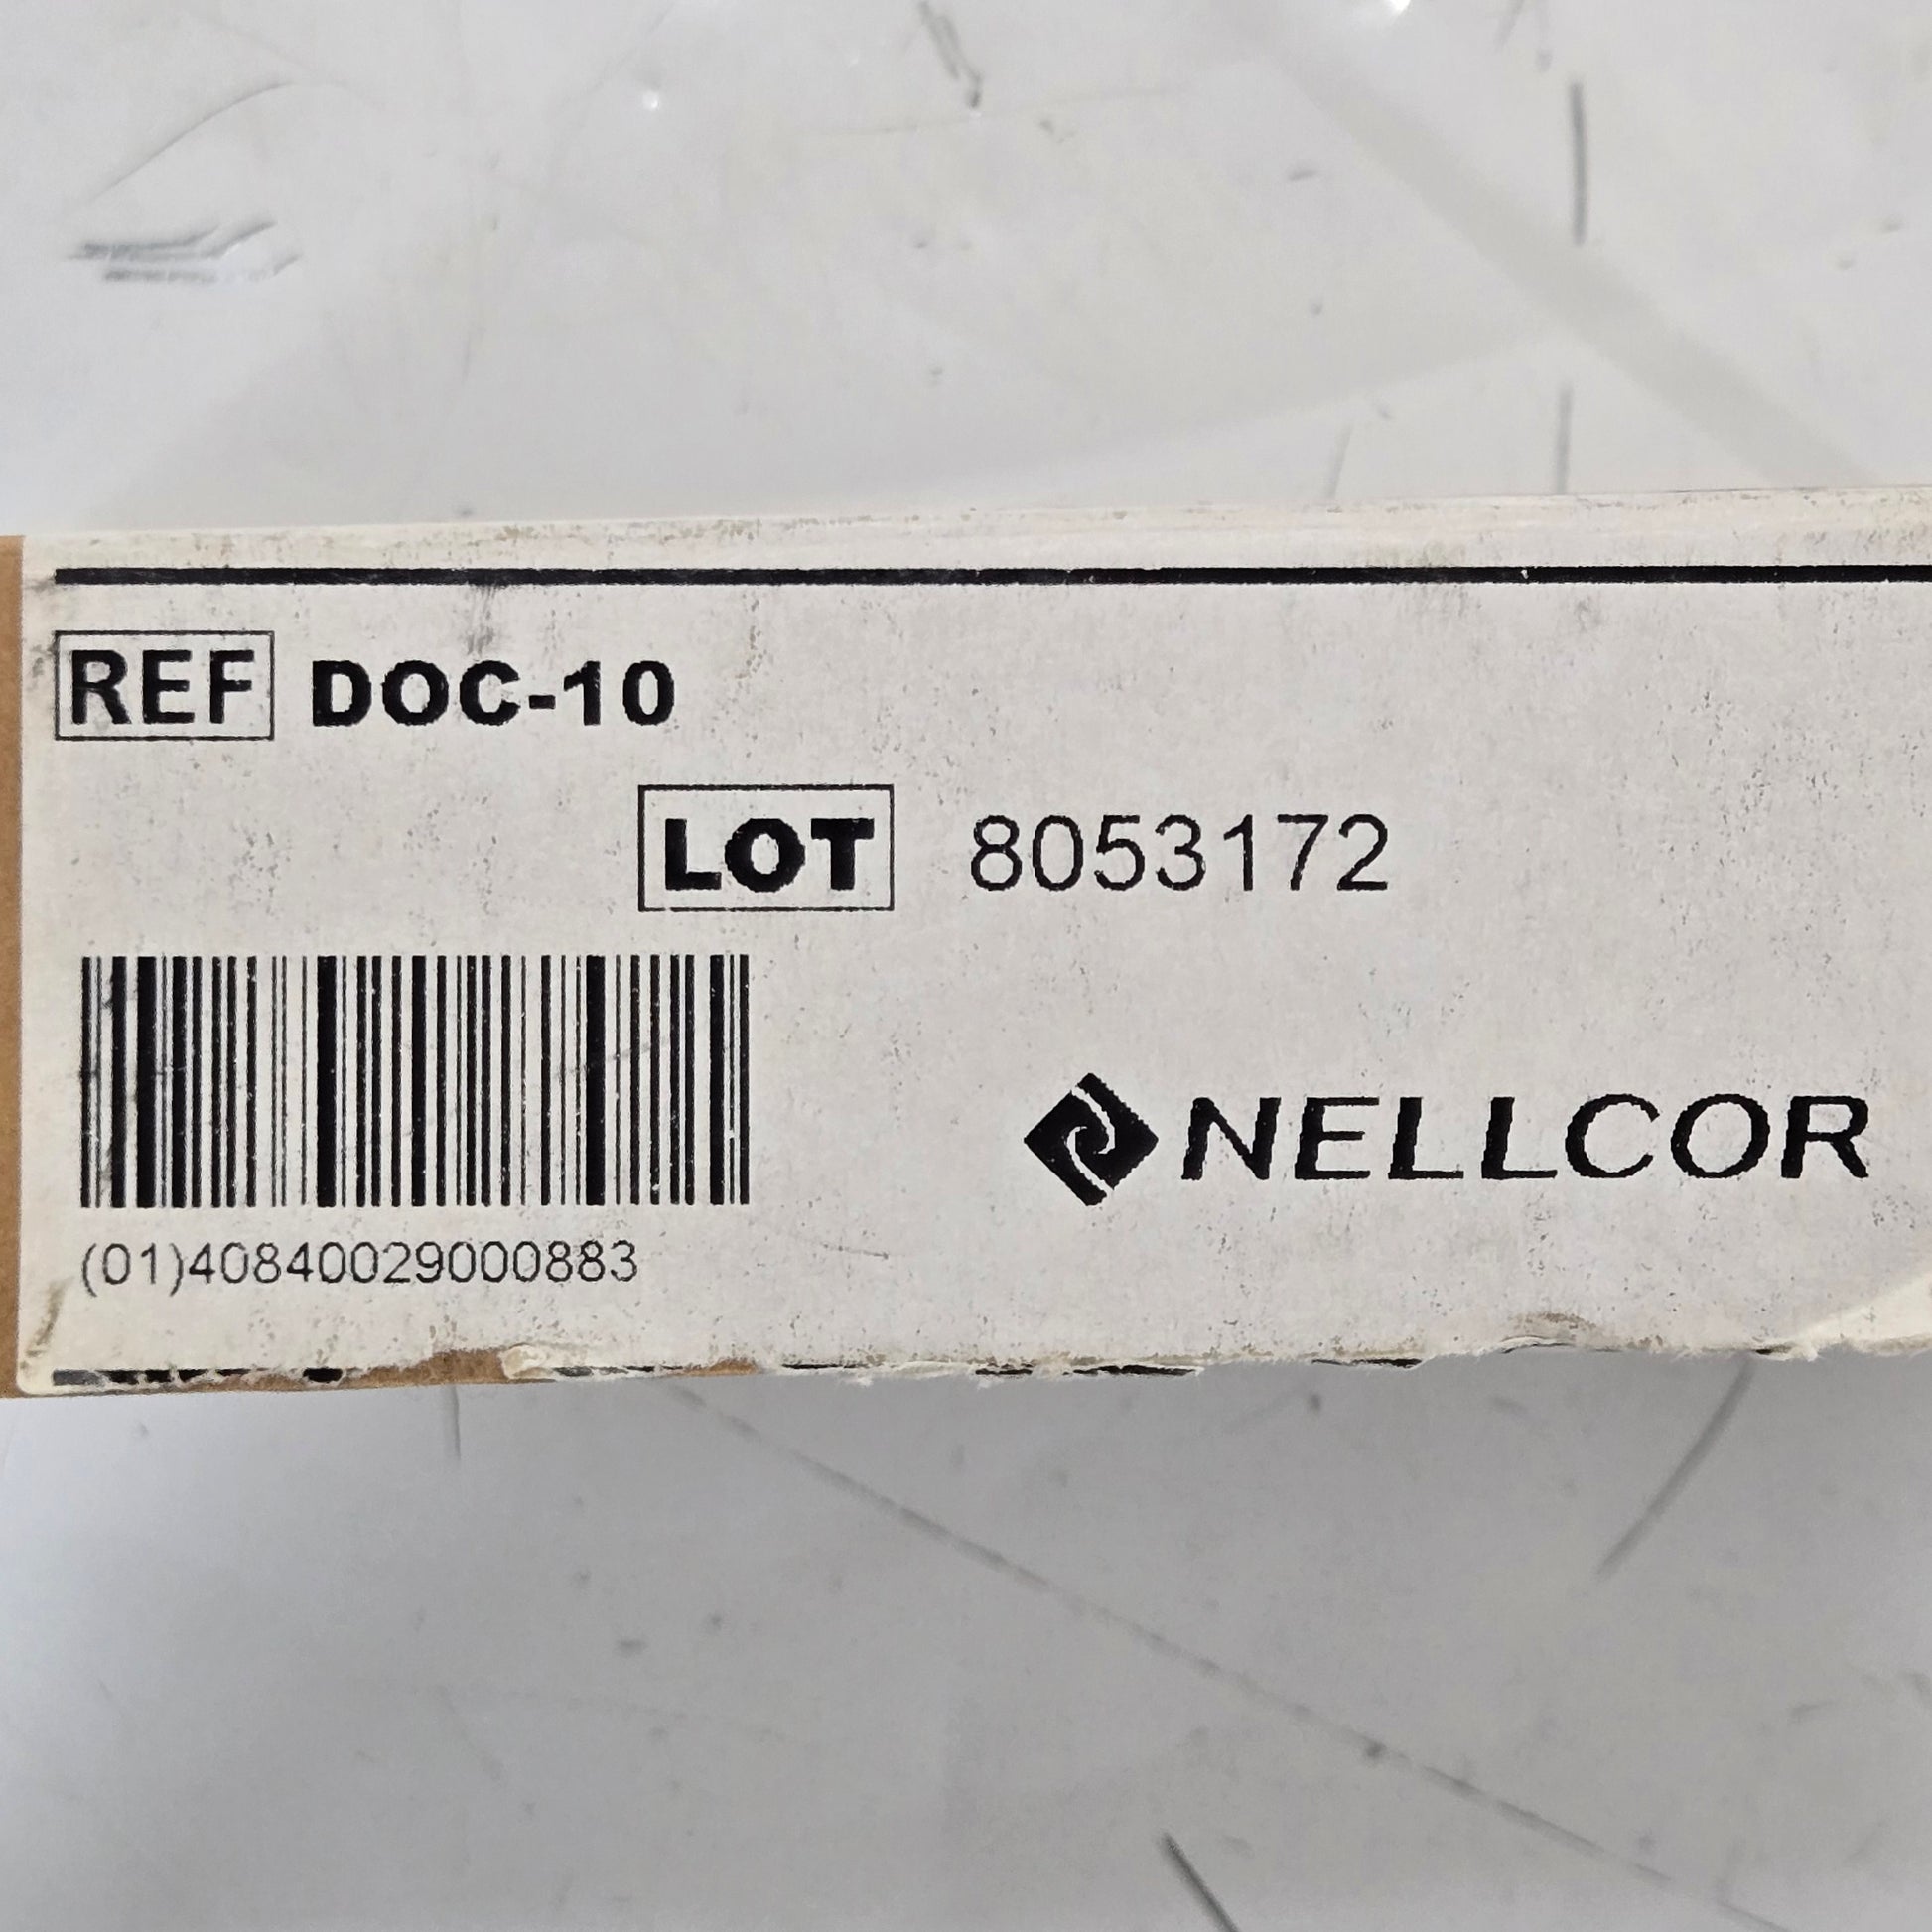 REF DOC-10
LOT 8053172
(01)40840029000883
NELLCOR